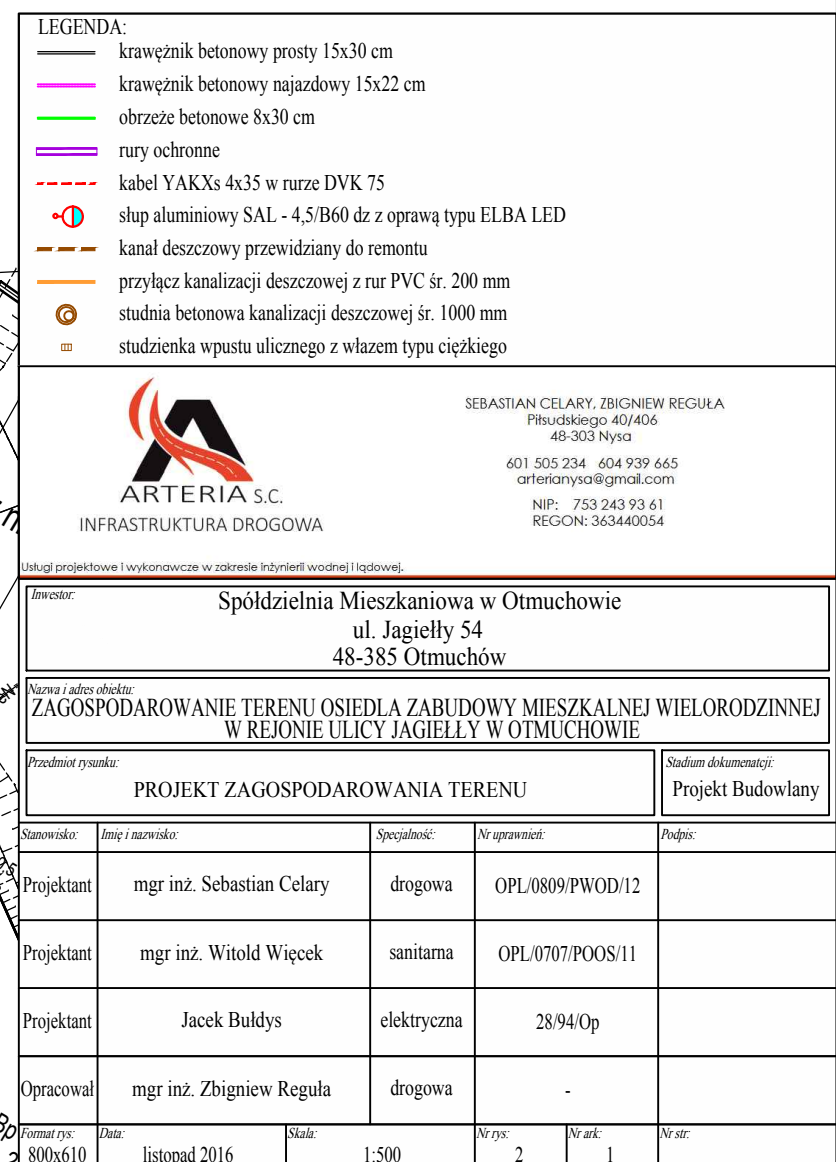 LEGENDA:
krawężnik betonowy prosty 15x30 cm
krawężnik betonowy najazdowy 15x22 cm
obrzeże betonowe 8x30 cm
rury ochronne
kabel YAKXs 4x35 w rurze DVK 75
słup aluminiowy SAL - 4,5/B60 dz z oprawą typu ELBA LED
kanał deszczowy przewidziany do remontu
przyłącz kanalizacji deszczowej z rur PVC śr. 200 mm
studnia betonowa kanalizacji deszczowej śr. 1000 mm
studzienka wpustu ulicznego z włazem typu ciężkiego
ARTERIA S.C.
INFRASTRUKTURA DROGOWA
SEBASTIAN CELARY, ZBIGNIEW REGUŁA
Piłsudskiego 40/406
48-303 Nysa
601 505 234 604 939 665
arterianysa@gmail.com
NIP: 753 243 93 61
REGON: 363440054
Usługi projektowe i wykonawcze w zakresie inżynierii wodnej i lądowej.
Inwestor:
Spółdzielnia Mieszkaniowa w Otmuchowie
ul. Jagiełły 54
48-385 Otmuchów
Nazwa i adres obiektu:
ZAGOSPODAROWANIE TERENU OSIEDLA ZABUDOWY MIESZKALNEJ WIELORODZINNEJ
W REJONIE ULICY JAGIEŁŁY W OTMUCHOWIE
Przedmiot rysunku:
PROJEKT ZAGOSPODAROWANIA TERENU
Stadium dokumenatcji:
Projekt Budowlany
Stanowisko: Imię i nazwisko: Specjalność: Nr uprawnień: Podpis:
Projektant mgr inż. Sebastian Celary drogowa OPL/0809/PWOD/12
Projektant mgr inż. Witold Więcek sanitarna OPL/0707/POOS/11
Projektant Jacek Bułdys elektryczna 28/94/Op
Opracował mgr inż. Zbigniew Reguła drogowa -
Format rys: Data: Skala: Nr rys: Nr ark: Nr str:
800x610 listopad 2016 1:500 2 1